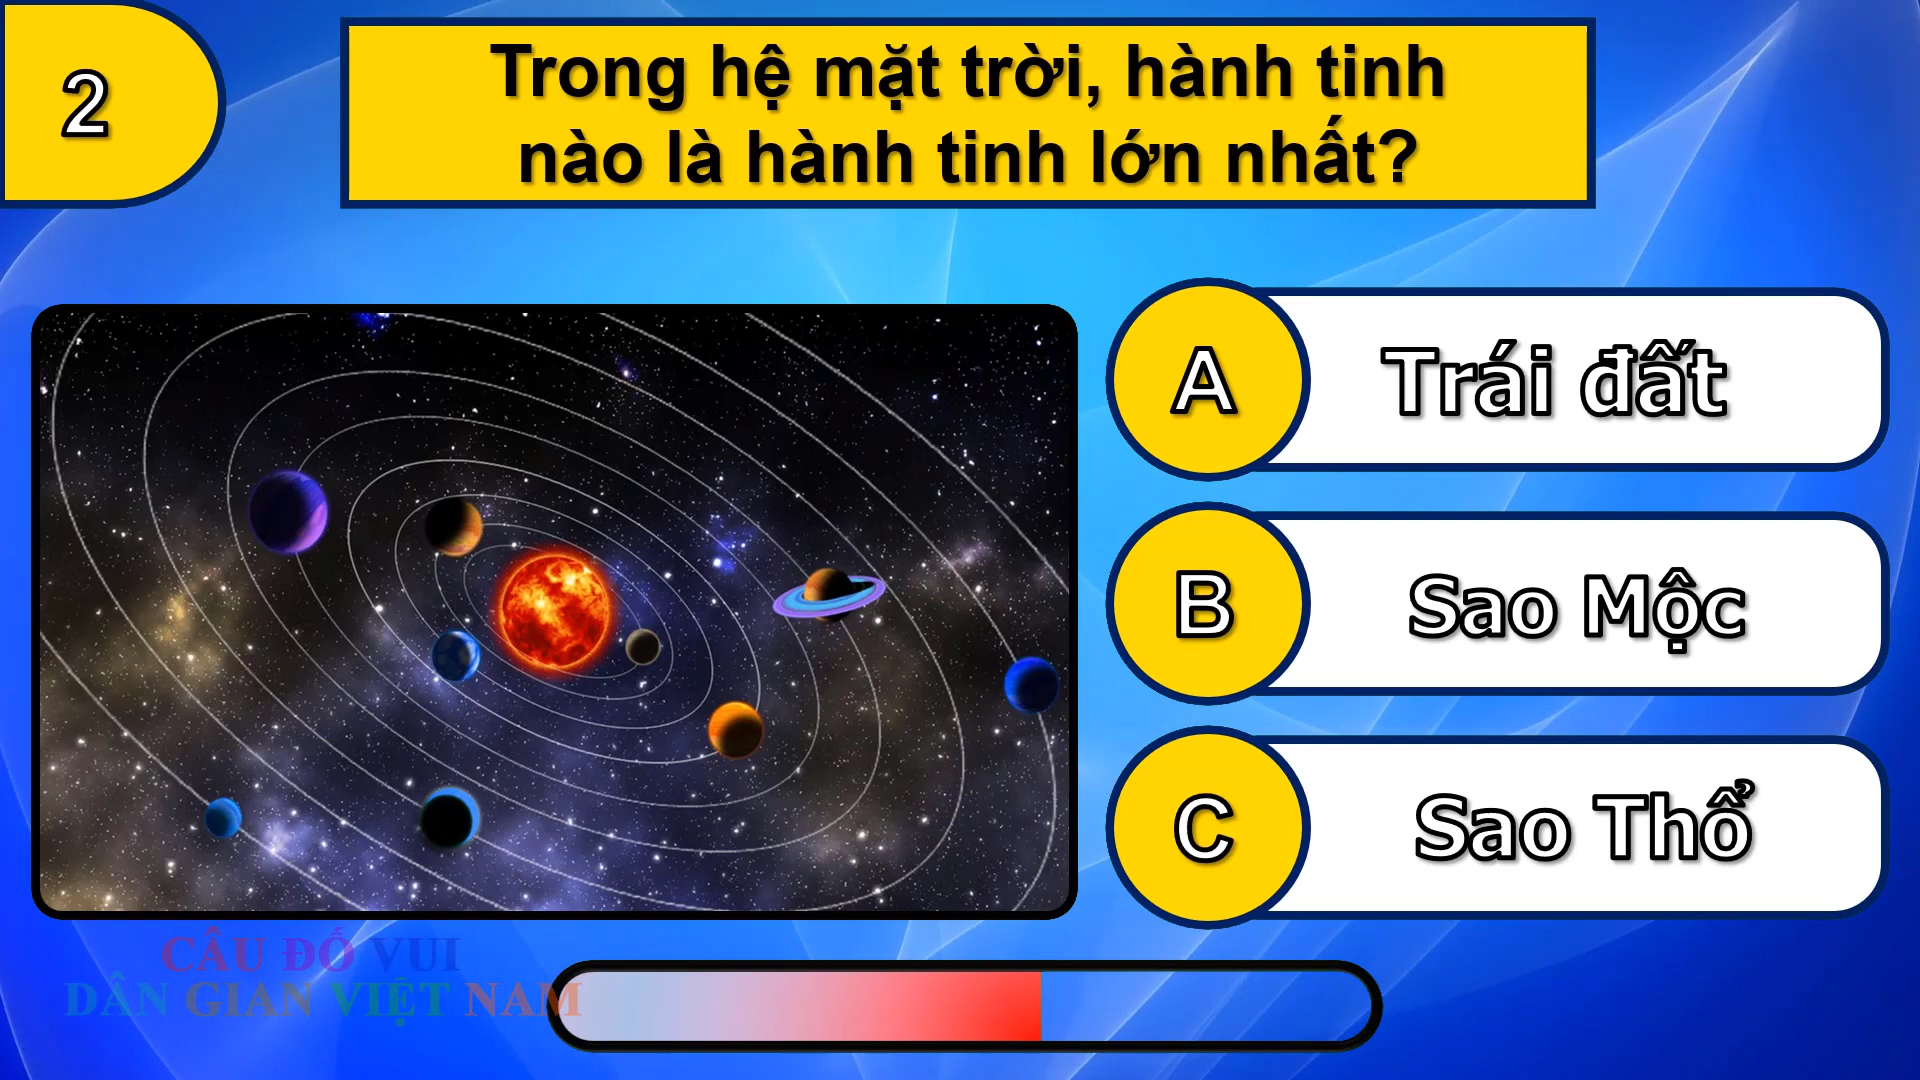 2
Trong hệ mặt trời, hành tinh
nào là hành tinh lớn nhất?
A
Trái đất
B
Sao Mộc
C
Sao Thổ
CÂU ĐỐ VUI
DÂN GIAN VIỆT NAM